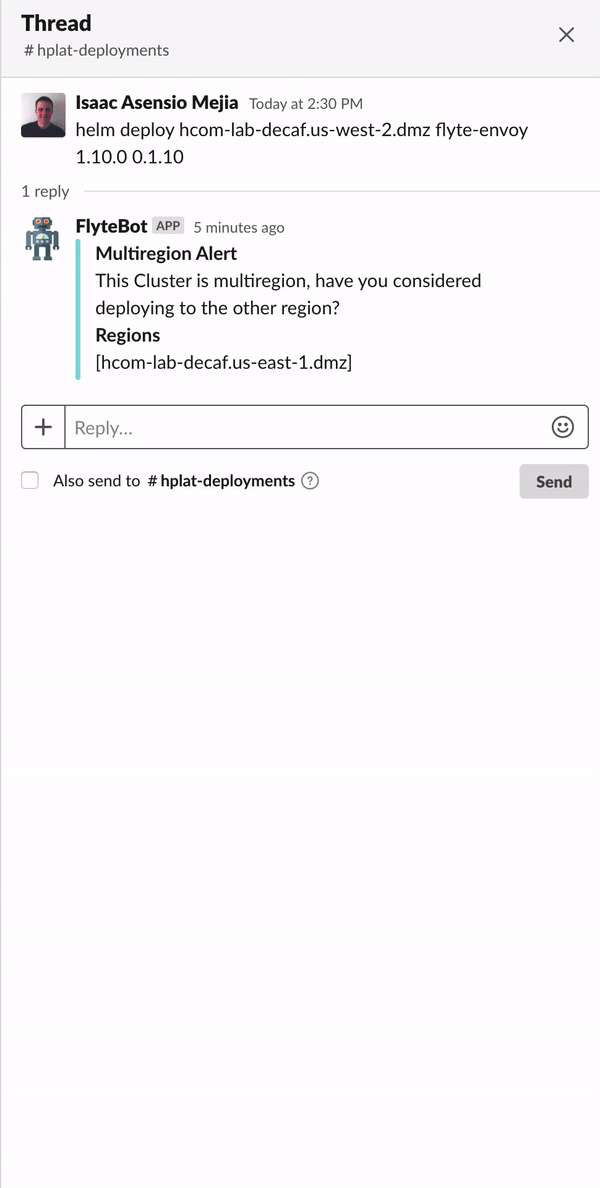 Thread
# hplat-deployments
Isaac Asensio Mejia Today at 2:30 PM
helm deploy hcom-lab-decaf.us-west-2.dmz flyte-envoy
1.10.0 0.1.10
1 reply
FlyteBot APP 5 minutes ago
Multiregion Alert
This Cluster is multiregion, have you considered
deploying to the other region?
Regions
[hcom-lab-decaf.us-east-1.dmz]
Reply...
Also send to # hplat-deployments ?
Send